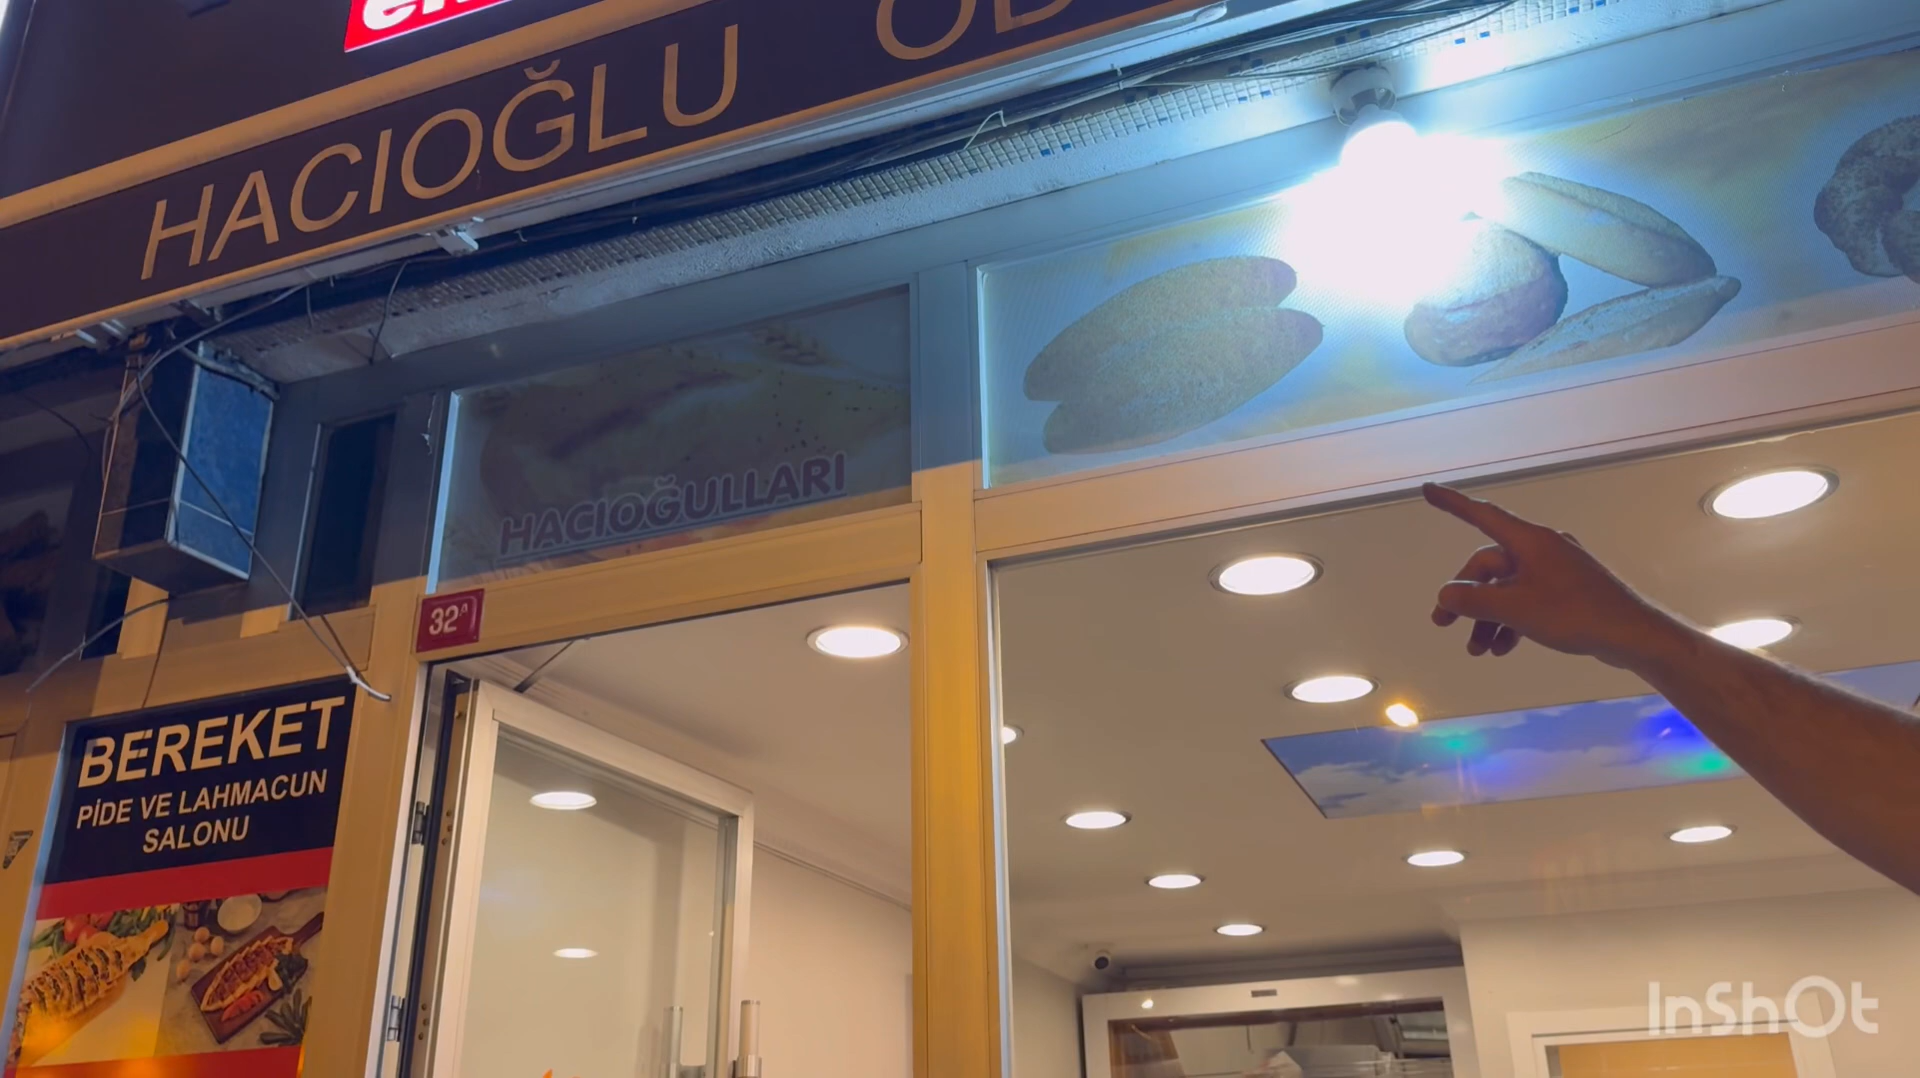 HACIOĞLU
HACIOĞULLARI
32A
BEREKET
PİDE VE LAHMACUN
SALONU
InShOt